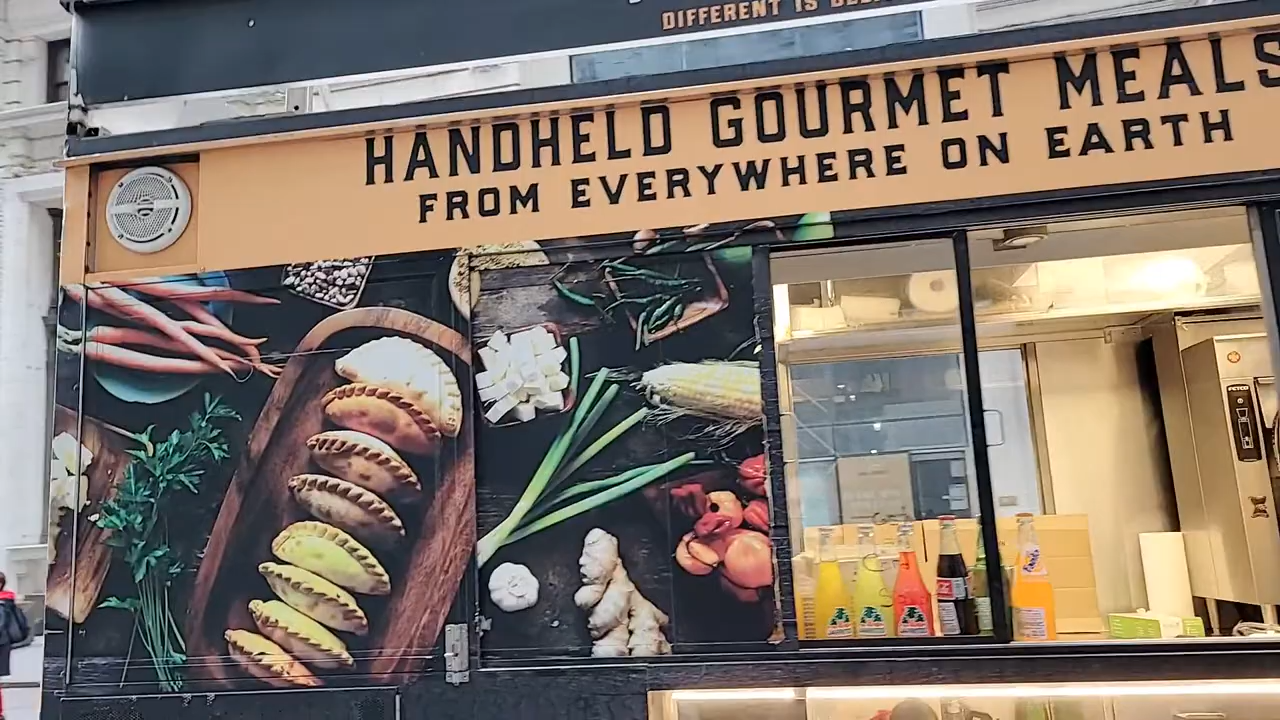 DIFFERENT IS
HANDHELD GOURMET MEALS
FROM EVERYWHERE ON EARTH